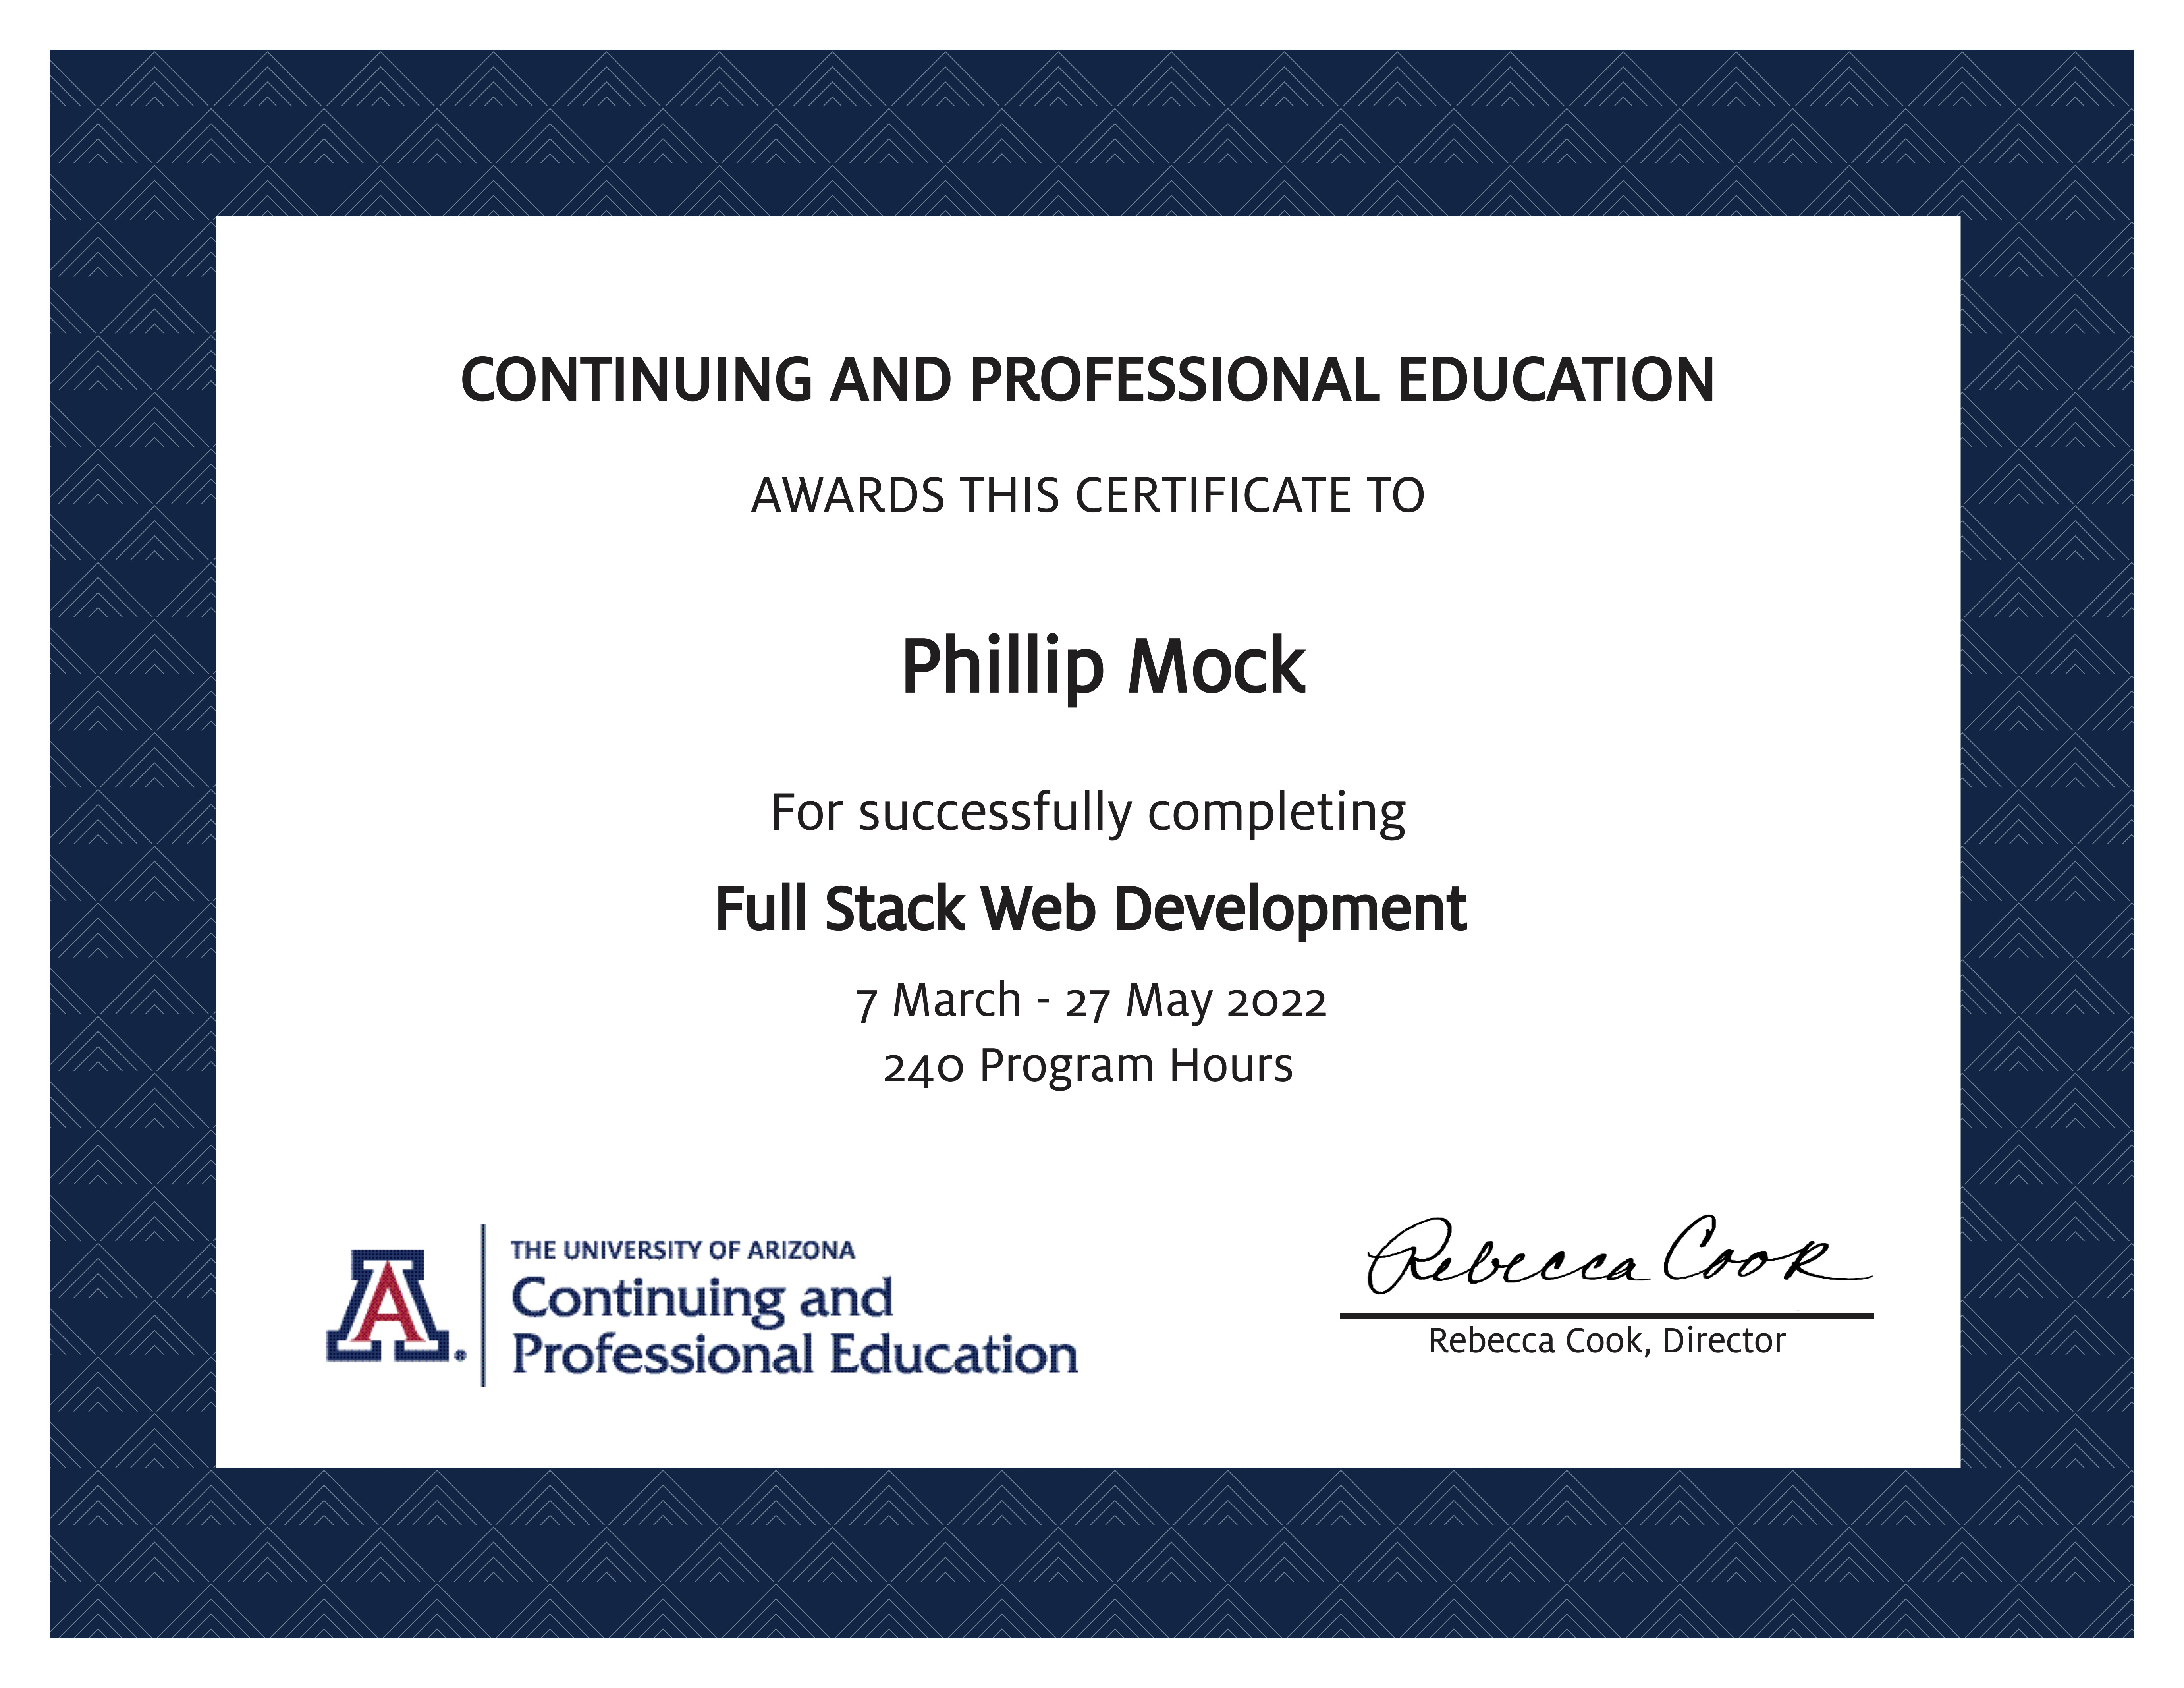 CONTINUING AND PROFESSIONAL EDUCATION
AWARDS THIS CERTIFICATE TO
Phillip Mock
For successfully completing
Full Stack Web Development
7 March - 27 May 2022
240 Program Hours
A
THE UNIVERSITY OF ARIZONA
Continuing and
Professional Education
Rebecca Cook
Rebecca Cook, Director